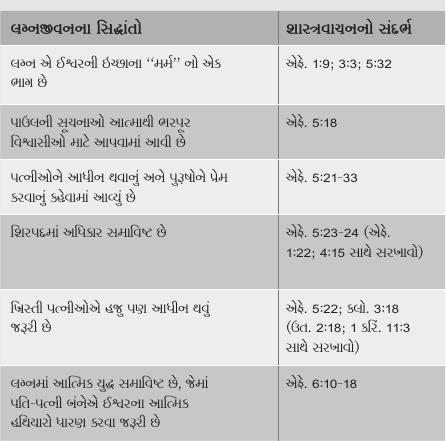 લગ્નજીવનના સિદ્ધાંતો
શાસ્ત્રવચનનો સંદર્ભ
લગ્ન એ ઈશ્વરની ઇચ્છાના “મર્મ” નો એક
ભાગ છે
એફે. 1:9; 3:3; 5:32
પાઉલની સૂચનાઓ આત્માથી ભરપૂર
વિશ્વાસીઓ માટે આપવામાં આવી છે
એફે. 5:18
પત્નીઓને આધીન થવાનું અને પુરુષોને પ્રેમ
કરવાનું કહેવામાં આવ્યું છે
એફે. 5:21-33
શિરપદમાં અધિકાર સમાવિષ્ટ છે
એફે. 5:23-24 (એફે.
1:22; 4:15 સાથે સરખાવો)
ખ્રિસ્તી પત્નીઓએ હજુ પણ આધીન થવું
જરૂરી છે
એફે. 5:22; કલો. 3:18
(ઉત. 2:18; 1 કરિં. 11:3
સાથે સરખાવો)
લગ્નમાં આત્મિક યુદ્ધ સમાવિષ્ટ છે, જેમાં
પતિ-પત્ની બંનેએ ઈશ્વરના આત્મિક
હથિયારો ધારણ કરવા જરૂરી છે
એફે. 6:10-18